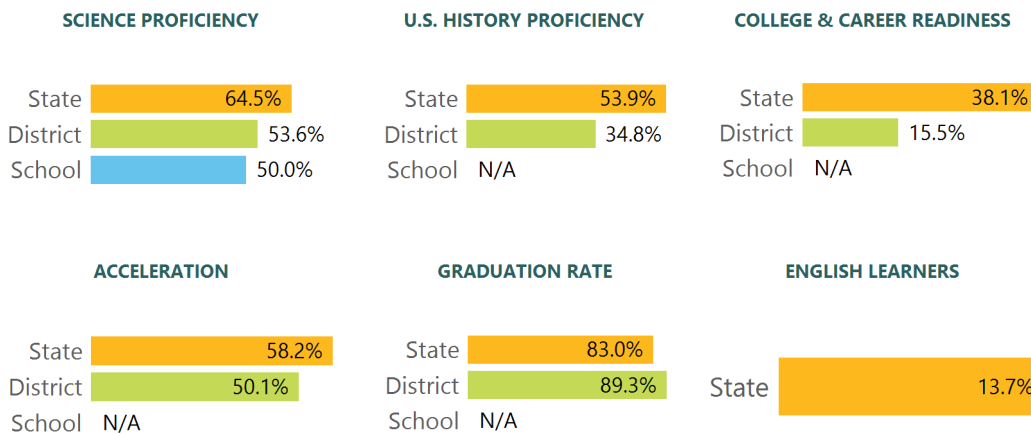 SCIENCE PROFICIENCY
State 64.5%
District 53.6%
School 50.0%
U.S. HISTORY PROFICIENCY
State 53.9%
District 34.8%
School N/A
COLLEGE & CAREER READINESS
State 38.1%
District 15.5%
School N/A
ACCELERATION
State 58.2%
District 50.1%
School N/A
GRADUATION RATE
State 83.0%
District 89.3%
School N/A
ENGLISH LEARNERS
State 13.7%